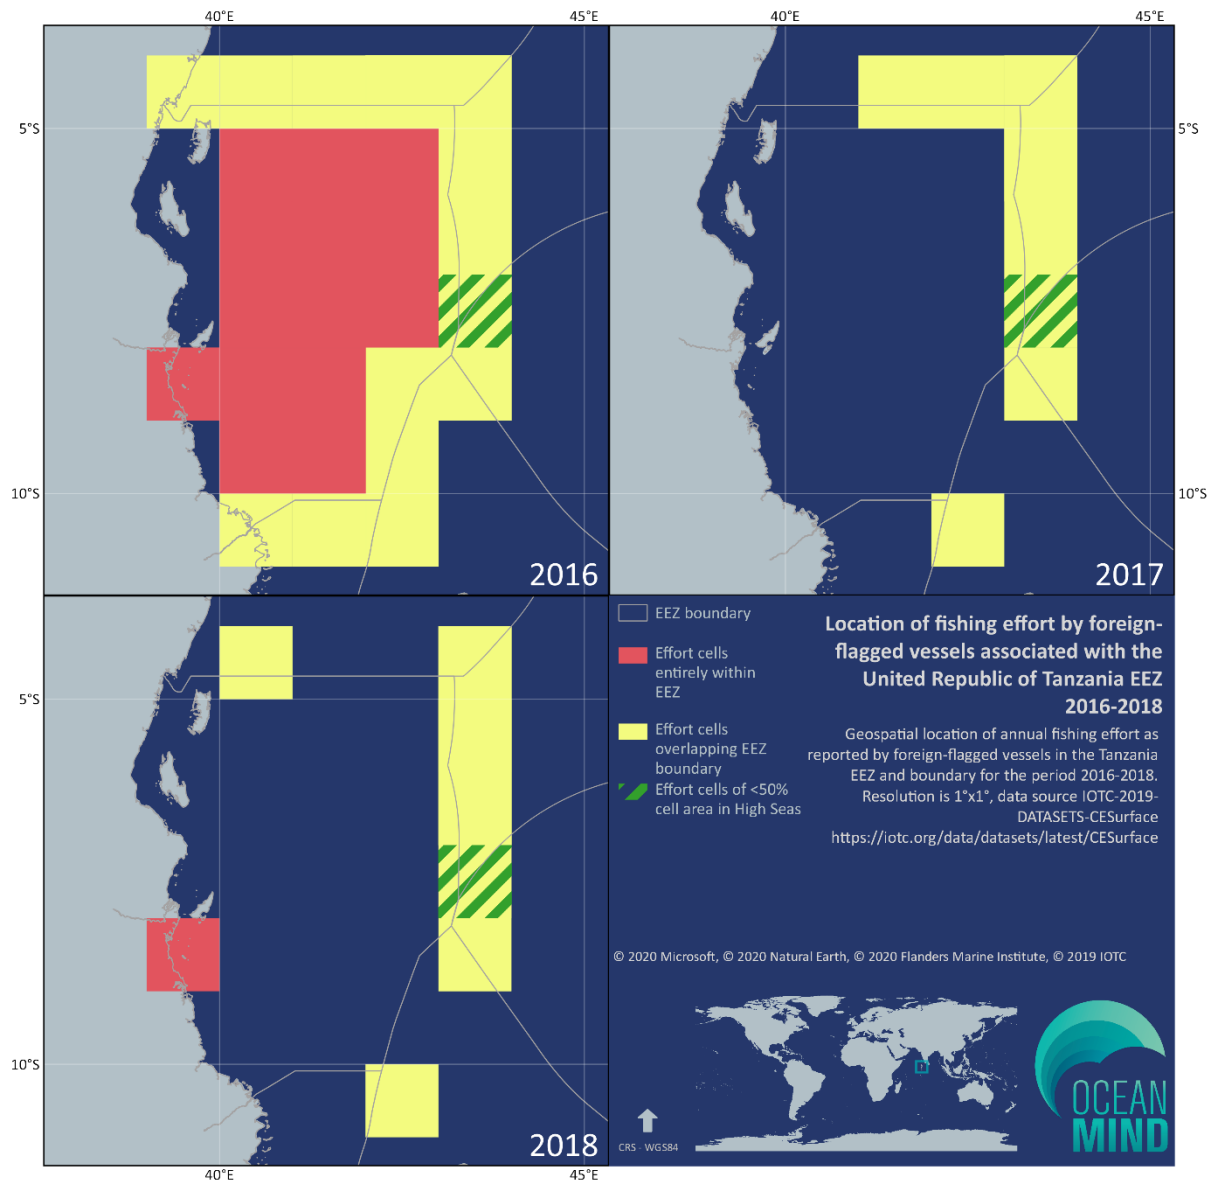 40°E
45°E
40°E
45°E
5°S
5°S
10°S
10°S
2016
2017
5°S
10°S
2018
40°E
45°E
EEZ boundary
Effort cells
entirely within
EEZ
Effort cells
overlapping EEZ
boundary
Effort cells of <50%
cell area in High Seas
Location of fishing effort by foreign-
flagged vessels associated with the
United Republic of Tanzania EEZ
2016-2018
Geospatial location of annual fishing effort as
reported by foreign-flagged vessels in the Tanzania
EEZ and boundary for the period 2016-2018.
Resolution is 1°x1°, data source IOTC-2019-
DATASETS-CESurface
https://iotc.org/data/datasets/latest/CESurface
© 2020 Microsoft, © 2020 Natural Earth, © 2020 Flanders Marine Institute, © 2019 IOTC
CRS - WGS84
OCEAN
MIND